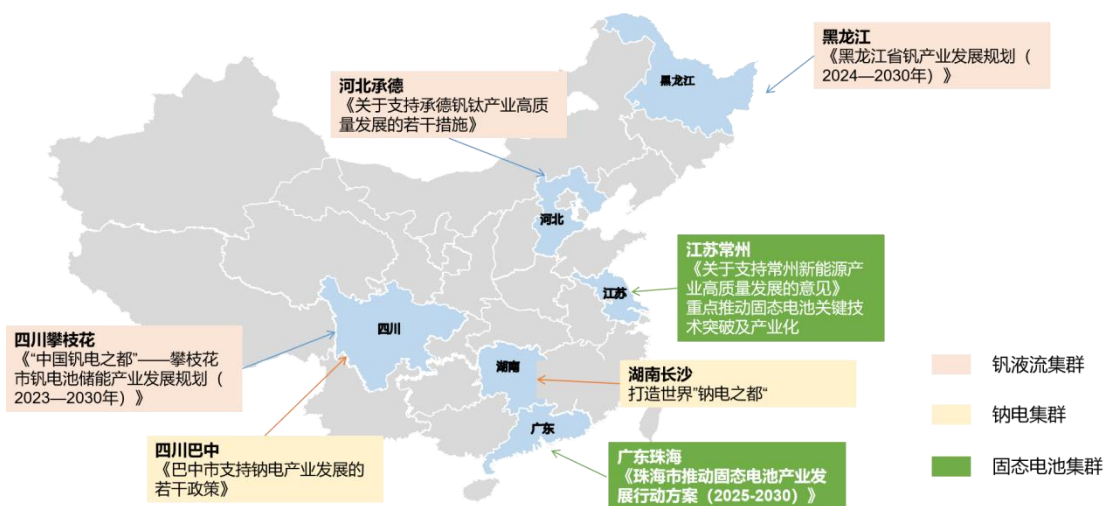 黑龙江
《黑龙江省钒产业发展规划（
2024—2030年）》
河北承德
《关于支持承德钒钛产业高质
量发展的若干措施》
黑龙江
河北
江苏常州
《关于支持常州新能源产
业高质量发展的意见》
重点推动固态电池关键技
术突破及产业化
江苏
四川
四川攀枝花
《“中国钒电之都”——攀枝花
市钒电池储能产业发展规划（
2023—2030年）》
湖南
湖南长沙
打造世界”钠电之都“
广东
四川巴中
《巴中市支持钠电产业发展的
若干政策》
广东珠海
《珠海市推动固态电池产业发
展行动方案（2025-2030）》
钒液流集群
钠电集群
固态电池集群